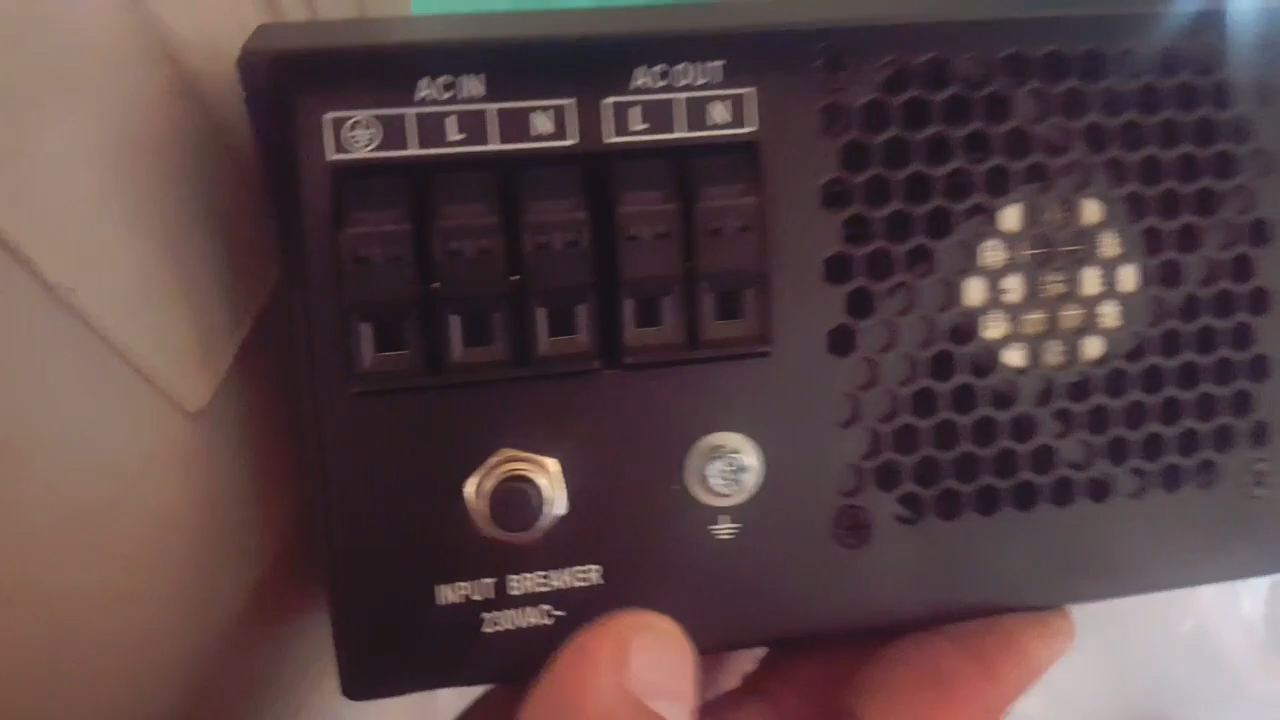 AC IN
AC OUT
L N
L N
INPUT BREAKER
230VAC~